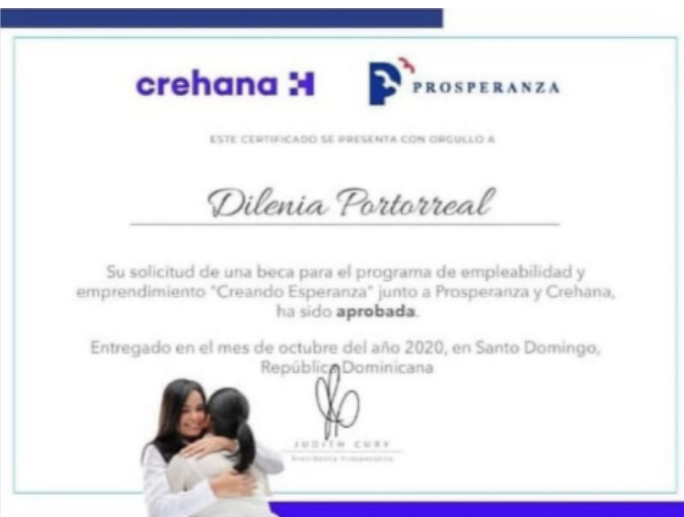 crehana
PROSPERANZA
ESTE CERTIFICADO SE PRESENTA CON ORGULLO A
Dilenia Portorreal
Su solicitud de una beca para el programa de empleabilidad y
emprendimiento "Creando Esperanza" junto a Prosperanza y Crehana,
ha sido aprobada.
Entregado en el mes de octubre del año 2020, en Santo Domingo,
República Dominicana
JUDITH CURY
Presidenta Prosperanza